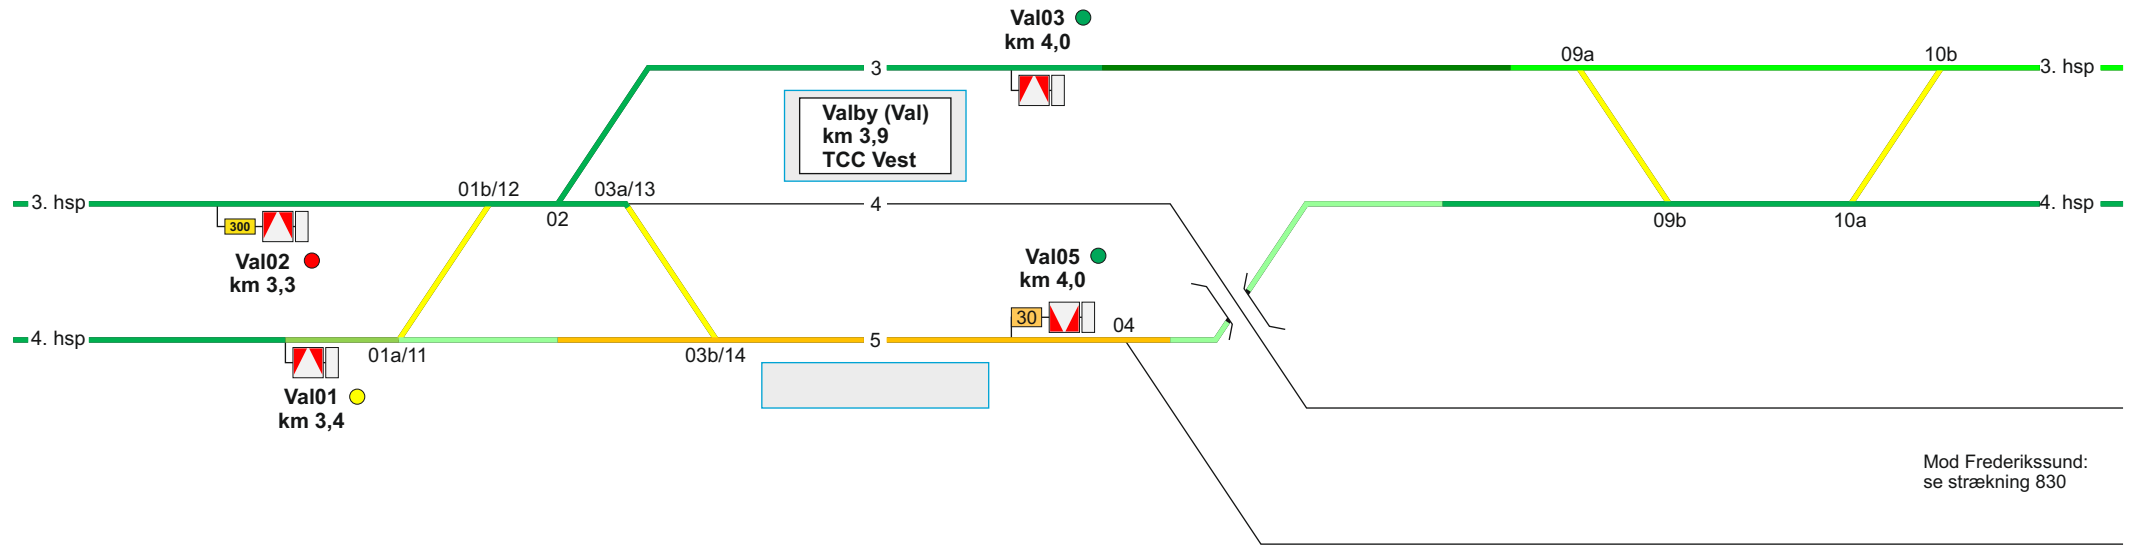 Val03
km 4,0
3
09a
10b
3. hsp
Valby (Val)
km 3,9
TCC Vest
3. hsp
01b/12
02
03a/13
4
09b
10a
4. hsp
300
Val02
km 3,3
Val05
km 4,0
30
04
4. hsp
01a/11
03b/14
5
Val01
km 3,4
Mod Frederikssund:
se strækning 830